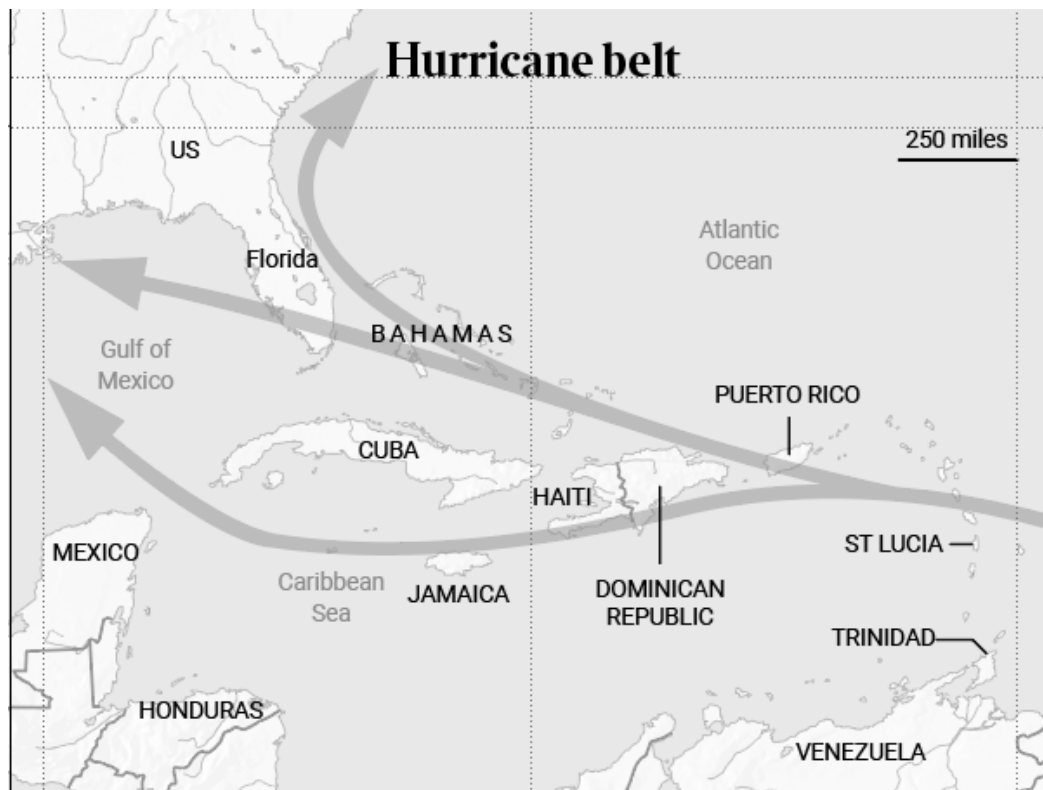 Hurricane belt
250 miles
US
Atlantic
Ocean
Florida
BAHAMAS
Gulf of
Mexico
PUERTO RICO
CUBA
HAITI
MEXICO
ST LUCIA
Caribbean
Sea
JAMAICA
DOMINICAN
REPUBLIC
TRINIDAD
HONDURAS
VENEZUELA